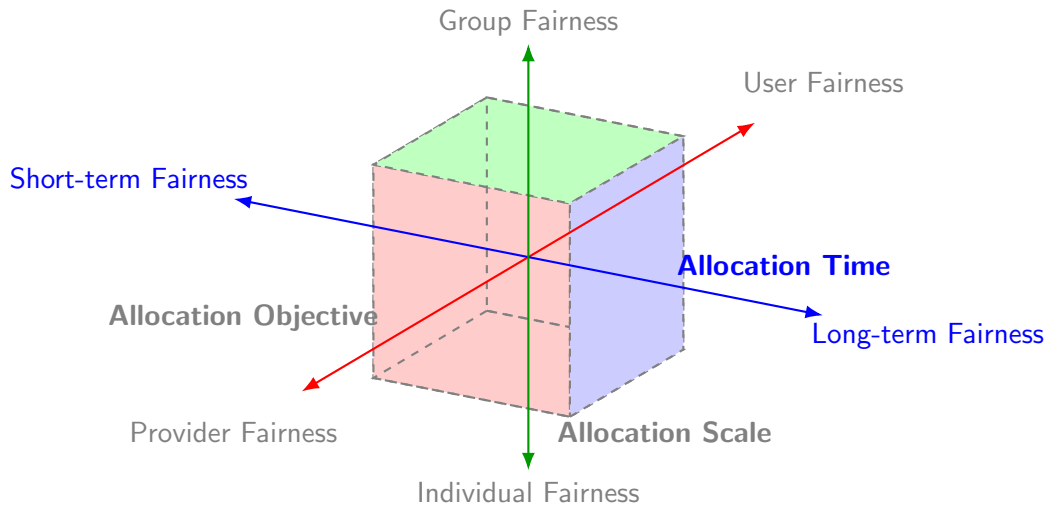 Group Fairness
User Fairness
Short-term Fairness
Allocation Time
Allocation Objective
Long-term Fairness
Provider Fairness
Allocation Scale
Individual Fairness